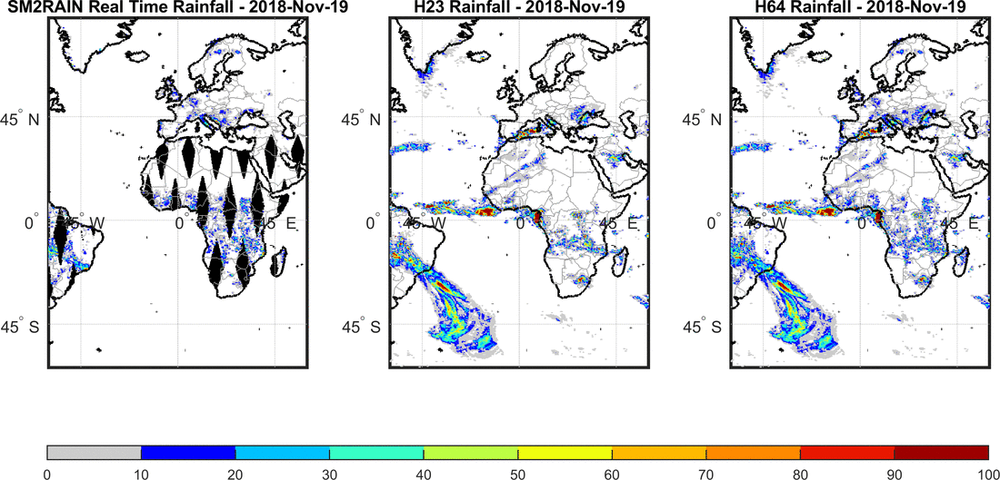 SM2RAIN Real Time Rainfall - 2018-Nov-19
H23 Rainfall - 2018-Nov-19
H64 Rainfall - 2018-Nov-19
45° N
45° N
45° N
0°
45° W
0°
45° E
0°
45° W
0°
45° E
0°
45° W
0°
45° E
45° S
45° S
45° S
0 10 20 30 40 50 60 70 80 90 100